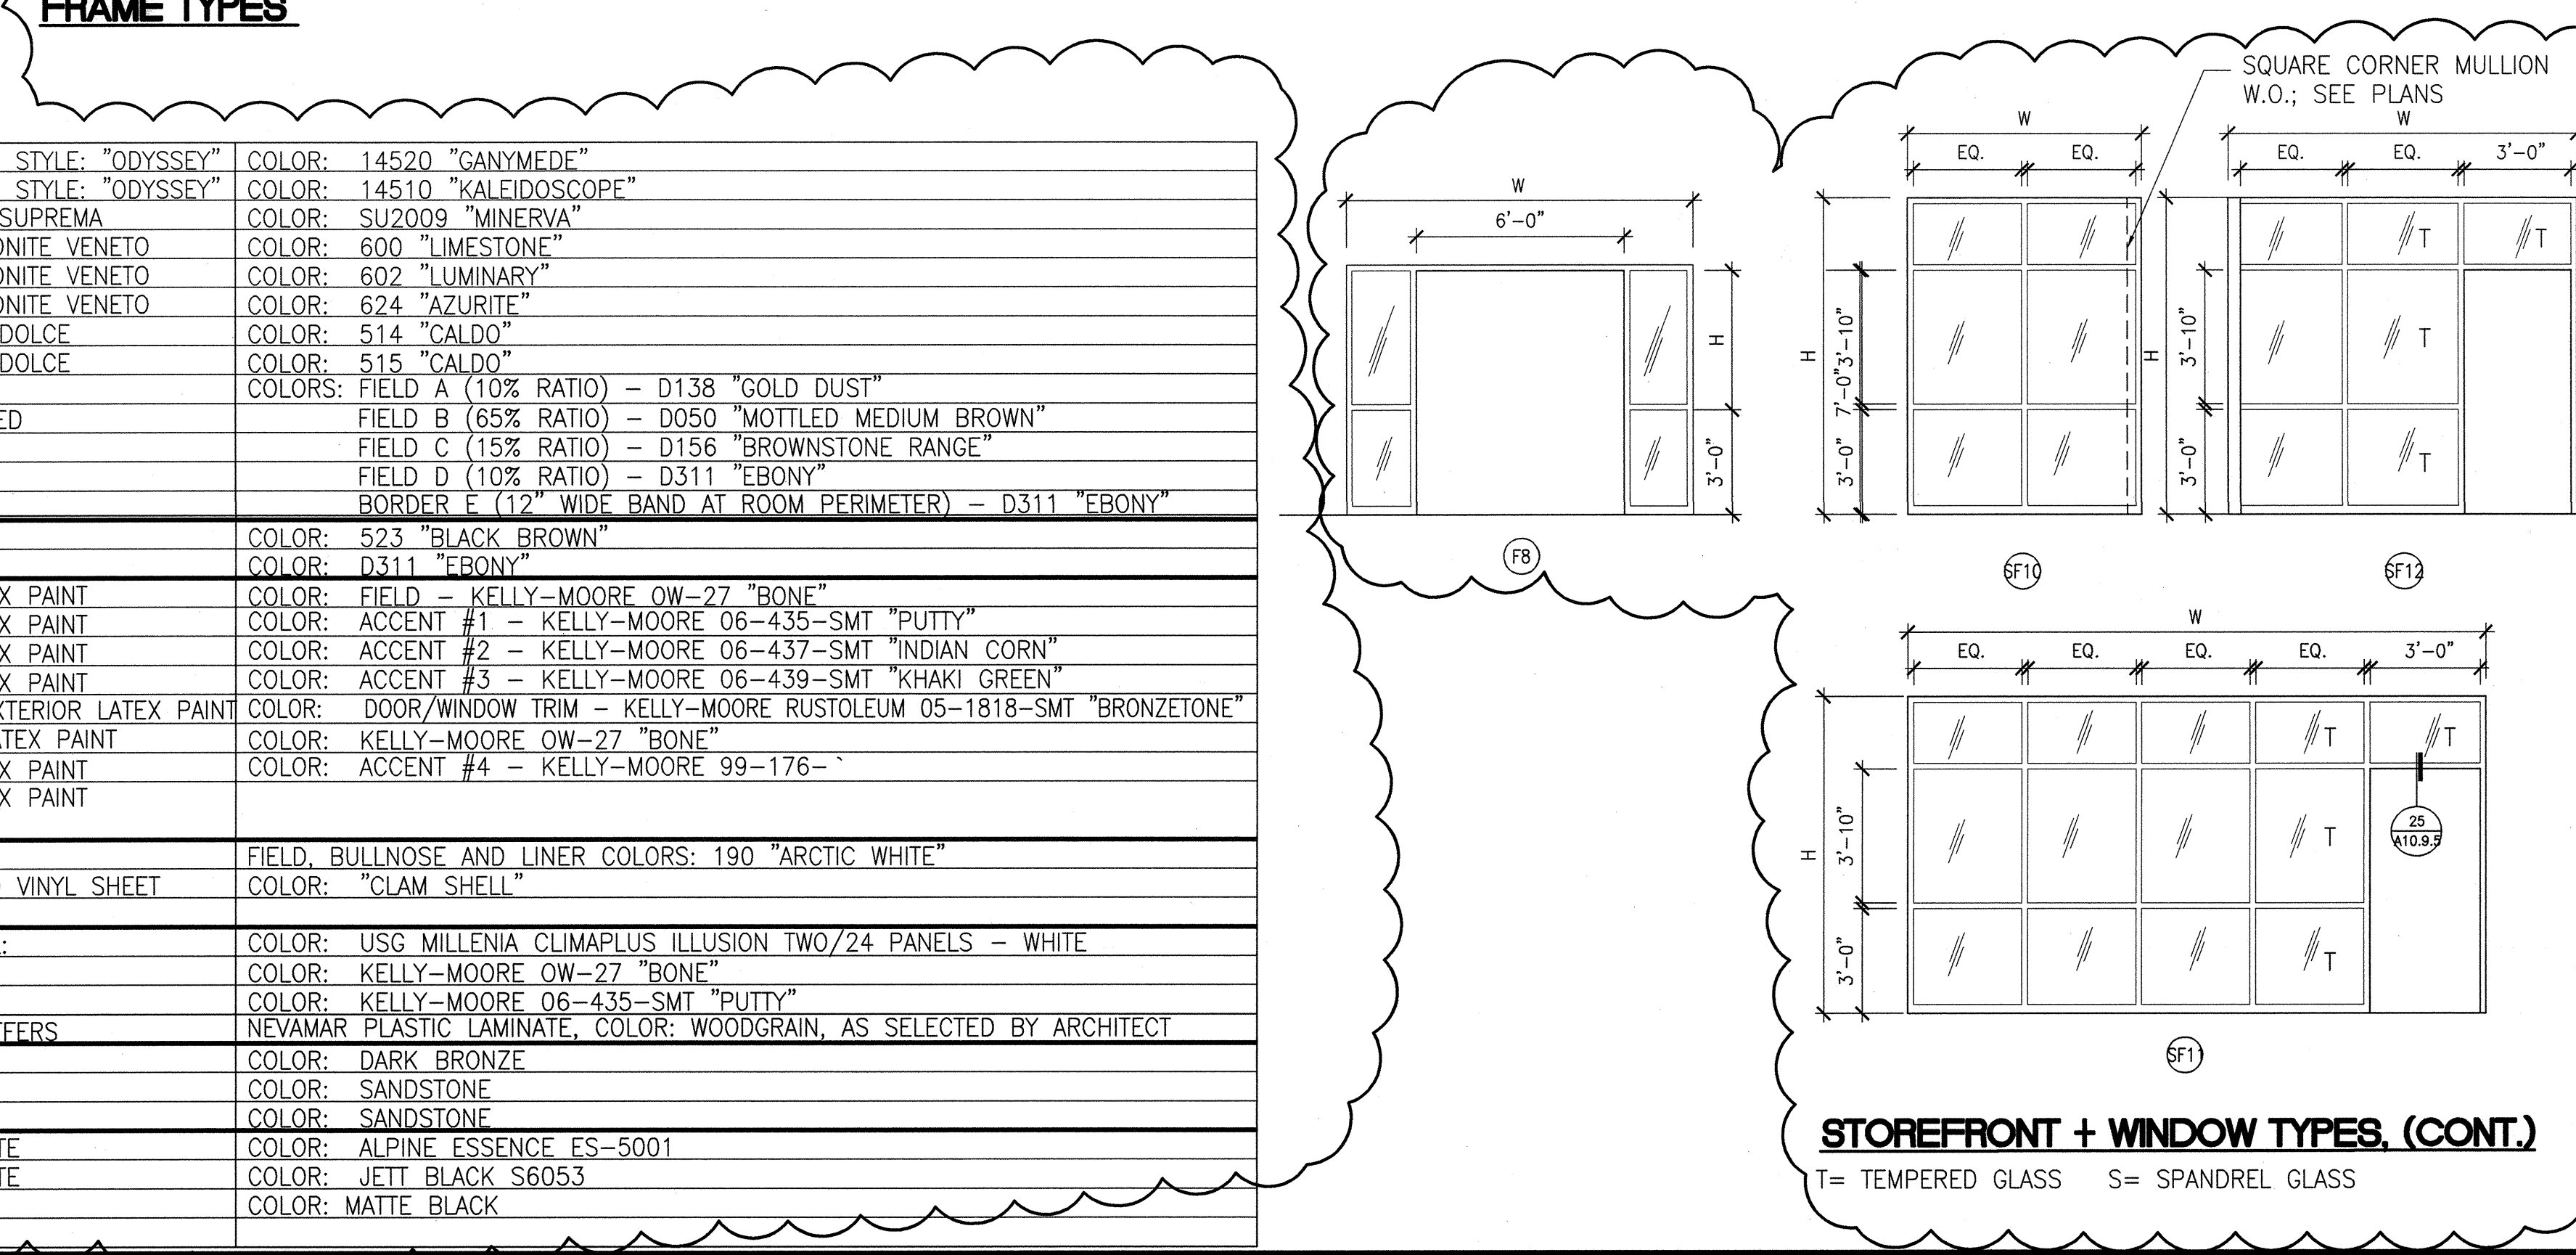 FRAME TYPES
STYLE: "ODYSSEY" COLOR: 14520 "GANYMEDE"
STYLE: "ODYSSEY" COLOR: 14510 "KALEIDOSCOPE"
SUPREMA COLOR: SU2009 "MINERVA"
ONITE VENETO COLOR: 600 "LIMESTONE"
ONITE VENETO COLOR: 602 "LUMINARY"
ONITE VENETO COLOR: 624 "AZURITE"
DOLCE COLOR: 514 "CALDO"
DOLCE COLOR: 515 "CALDO"
COLORS: FIELD A (10% RATIO) – D138 "GOLD DUST"
ED FIELD B (65% RATIO) – D050 "MOTTLED MEDIUM BROWN"
FIELD C (15% RATIO) – D156 "BROWNSTONE RANGE"
FIELD D (10% RATIO) – D311 "EBONY"
BORDER E (12" WIDE BAND AT ROOM PERIMETER) – D311 "EBONY"
COLOR: 523 "BLACK BROWN"
COLOR: D311 "EBONY"
X PAINT COLOR: FIELD – KELLY–MOORE OW–27 "BONE"
X PAINT COLOR: ACCENT #1 – KELLY–MOORE 06–435–SMT "PUTTY"
X PAINT COLOR: ACCENT #2 – KELLY–MOORE 06–437–SMT "INDIAN CORN"
X PAINT COLOR: ACCENT #3 – KELLY–MOORE 06–439–SMT "KHAKI GREEN"
XTERIOR LATEX PAINT COLOR: DOOR/WINDOW TRIM – KELLY–MOORE RUSTOLEUM 05–1818–SMT "BRONZETONE"
ATEX PAINT COLOR: KELLY–MOORE OW–27 "BONE"
X PAINT COLOR: ACCENT #4 – KELLY–MOORE 99–176–`
X PAINT
FIELD, BULLNOSE AND LINER COLORS: 190 "ARCTIC WHITE"
VINYL SHEET COLOR: "CLAM SHELL"
: COLOR: USG MILLENIA CLIMAPLUS ILLUSION TWO/24 PANELS – WHITE
COLOR: KELLY–MOORE OW–27 "BONE"
COLOR: KELLY–MOORE 06–435–SMT "PUTTY"
FFERS NEVAMAR PLASTIC LAMINATE, COLOR: WOODGRAIN, AS SELECTED BY ARCHITECT
COLOR: DARK BRONZE
COLOR: SANDSTONE
COLOR: SANDSTONE
TE COLOR: ALPINE ESSENCE ES–5001
TE COLOR: JETT BLACK S6053
COLOR: MATTE BLACK
W
6'–0"
H
3'–0"
F8
SQUARE CORNER MULLION
W.O.; SEE PLANS
W
EQ. EQ.
H
3'–10"
7'–0"
3'–0"
SF10
W
EQ. EQ. 3'–0"
T T
H
3'–10"
T
3'–0"
T
SF12
W
EQ. EQ. EQ. EQ. 3'–0"
T T
H
3'–10"
T
25
A10.9.5
3'–0"
T
SF11
STOREFRONT + WINDOW TYPES, (CONT.)
T= TEMPERED GLASS S= SPANDREL GLASS